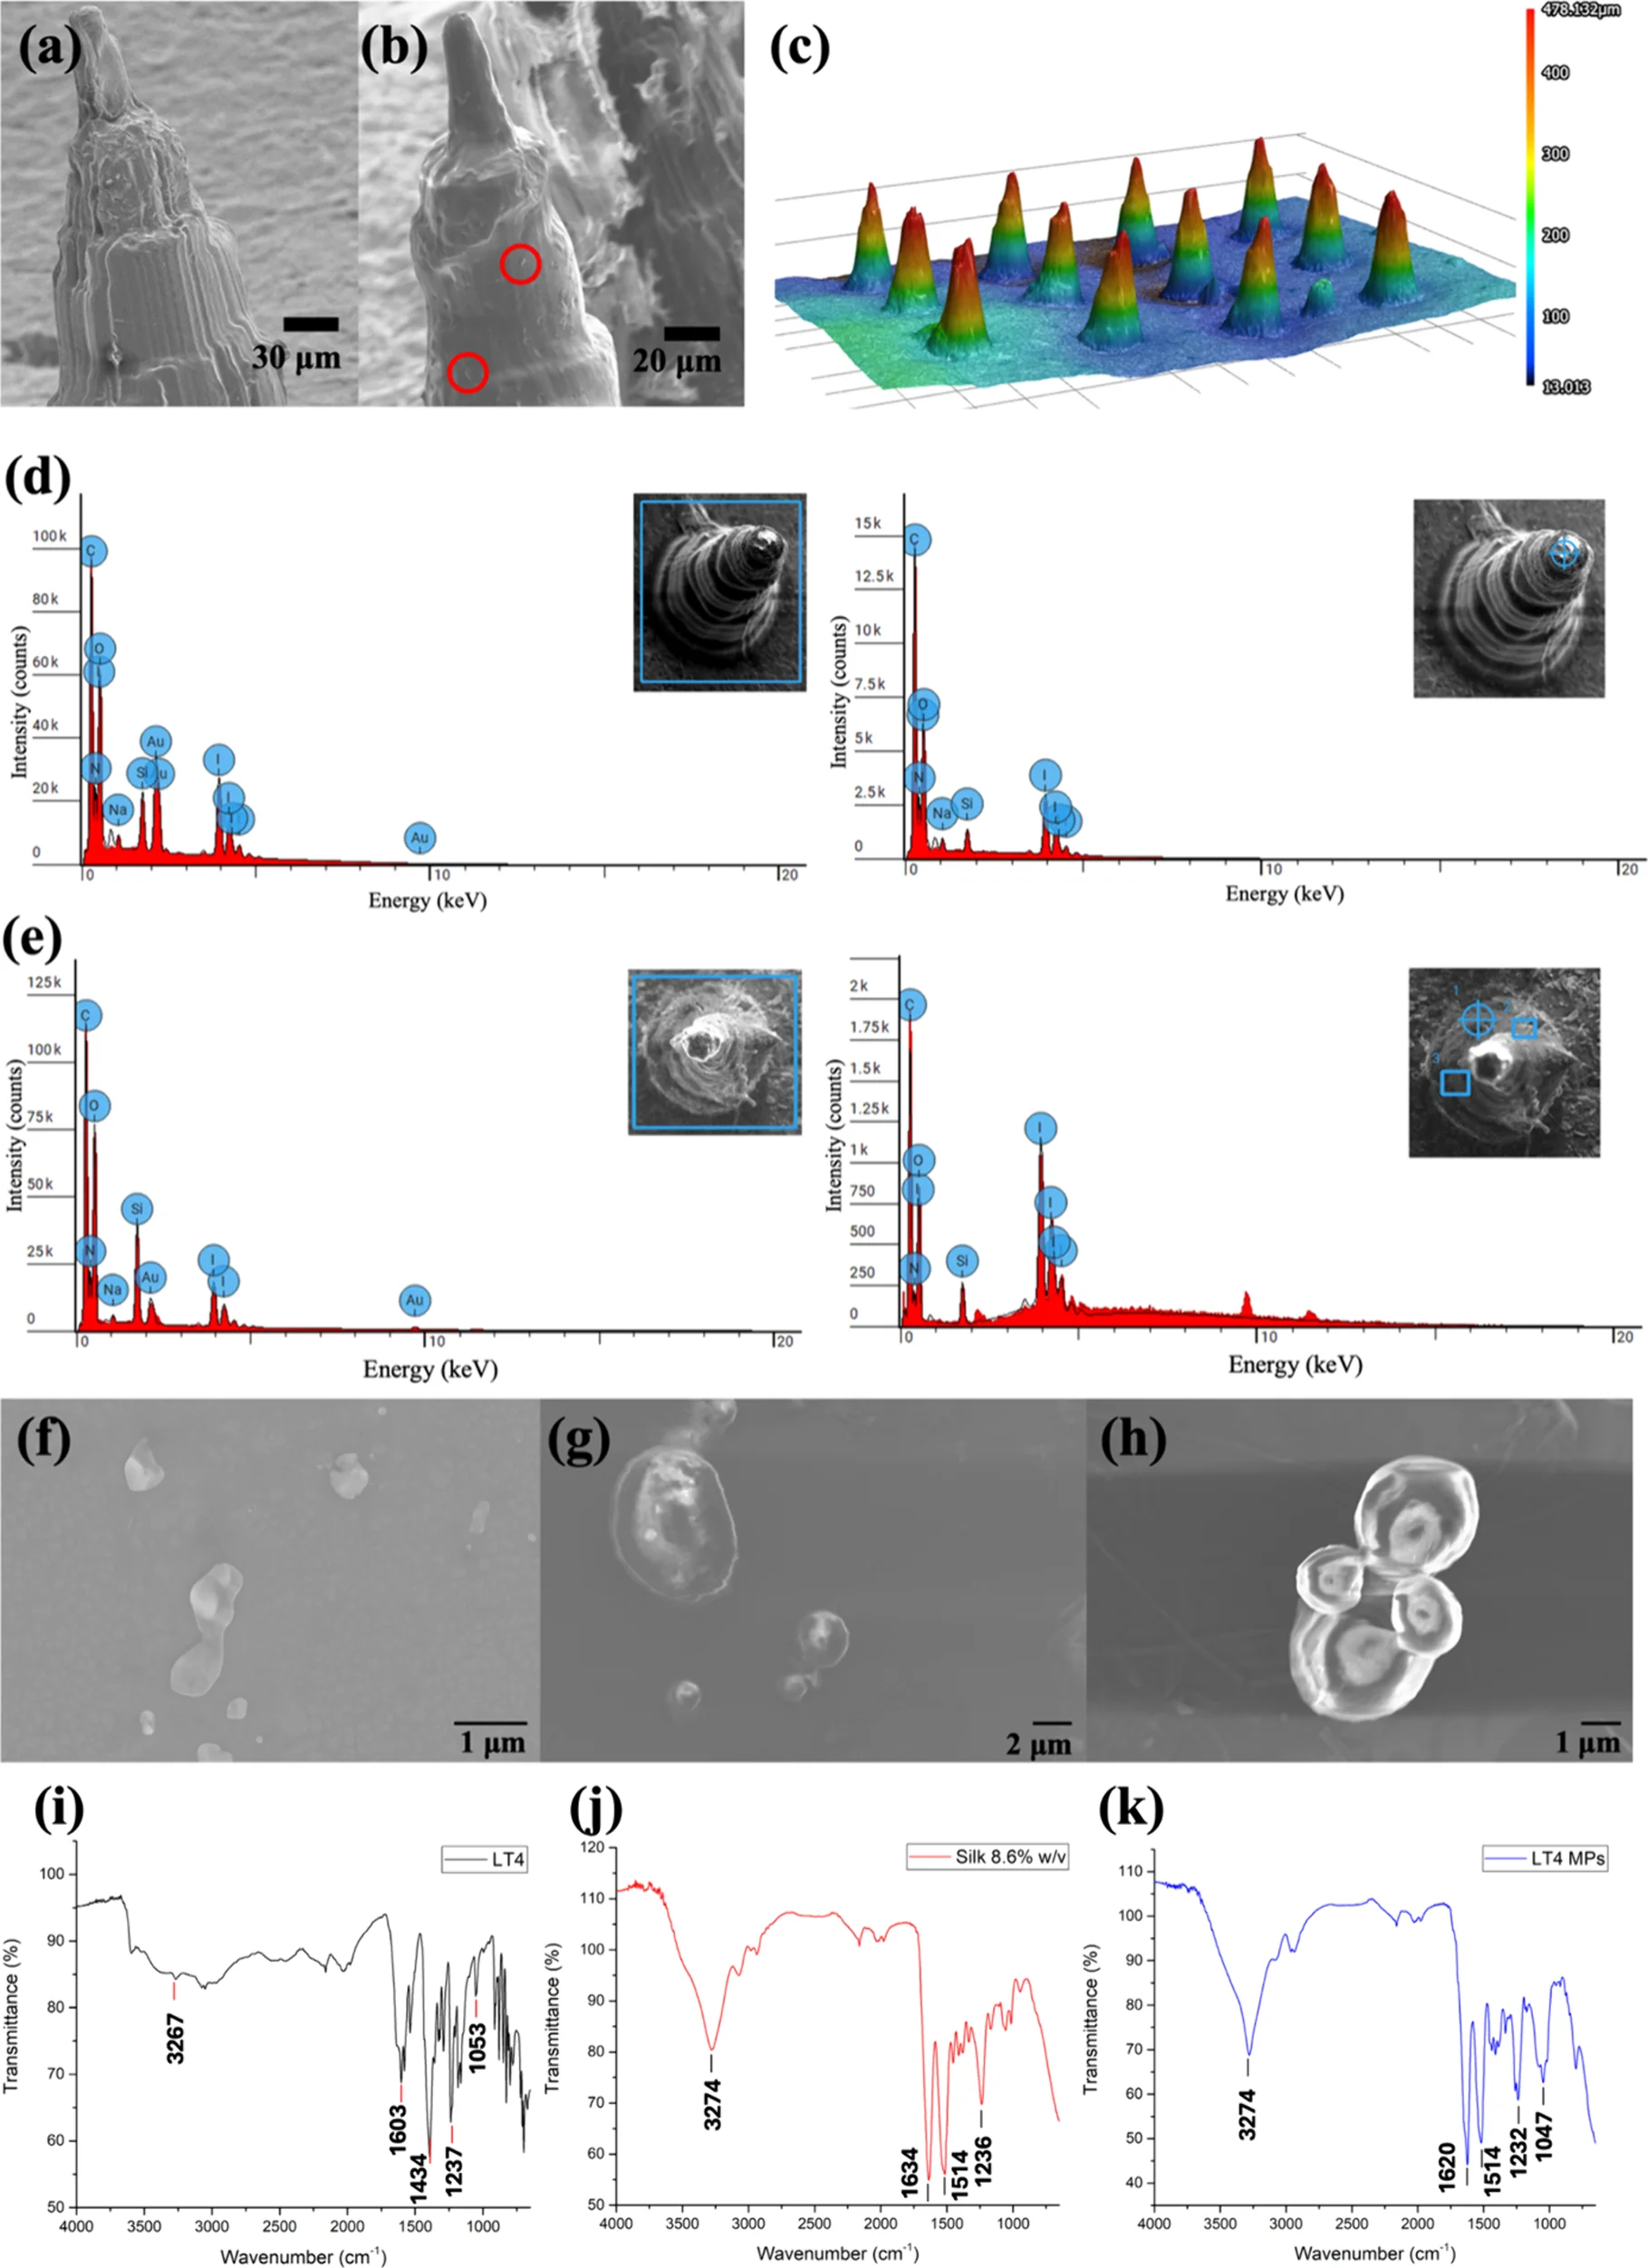 (a)
30 µm
(b)
20 µm
(c)
478.132µm
400
300
200
100
13.013
(d)
Intensity (counts)
100k
80k
60k
40k
20k
0
C
O
I
N
Na
Si
Au
Au
I
I
I
I
Au
0
10
20
Energy (keV)
Intensity (counts)
15k
12.5k
10k
7.5k
5k
2.5k
0
C
O
N
Na
Si
I
I
0
10
20
Energy (keV)
(e)
Intensity (counts)
125k
100k
75k
50k
25k
0
C
O
N
Na
Si
Au
I
I
Au
0
10
20
Energy (keV)
Intensity (counts)
2k
1.75k
1.5k
1.25k
1k
750
500
250
0
C
O
I
N
Si
I
I
I
1
2
3
0
10
20
Energy (keV)
(f)
1 µm
(g)
2 µm
(h)
1 µm
(i)
LT4
Transmittance (%)
100
90
80
70
60
50
3267
1603
1434
1237
1053
4000 3500 3000 2500 2000 1500 1000
Wavenumber (cm-1)
(j)
Silk 8.6% w/v
Transmittance (%)
120
110
100
90
80
70
60
50
3274
1634
1514
1236
4000 3500 3000 2500 2000 1500 1000
Wavenumber (cm-1)
(k)
LT4 MPs
Transmittance (%)
110
100
90
80
70
60
50
40
3274
1620
1514
1232
1047
4000 3500 3000 2500 2000 1500 1000
Wavenumber (cm-1)